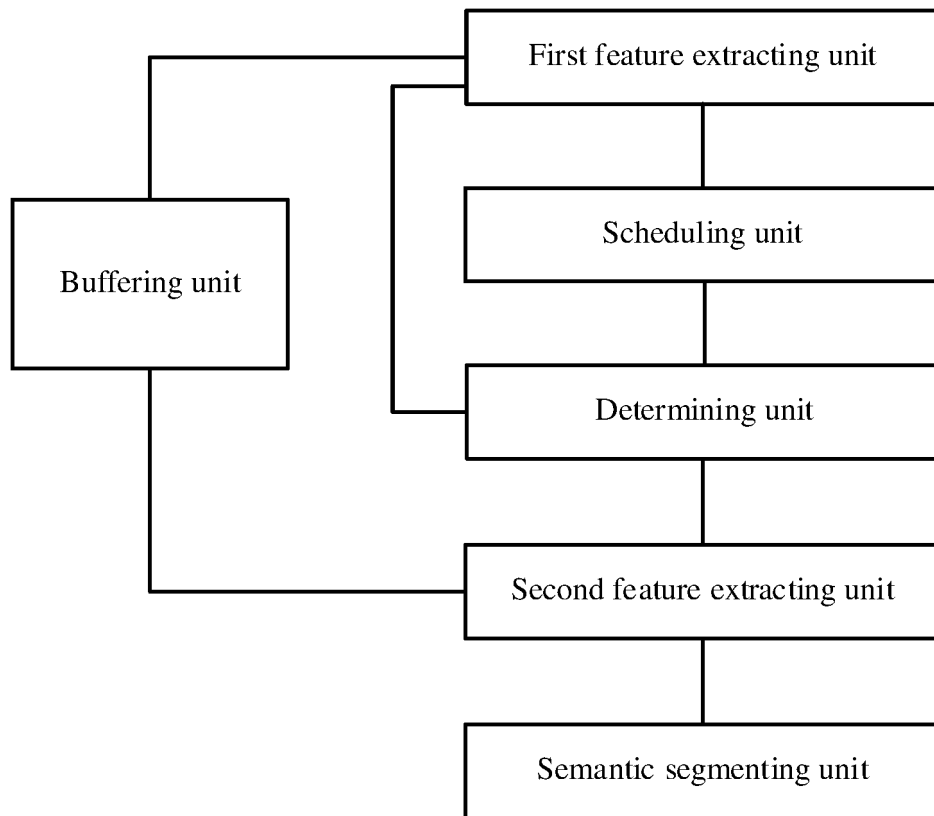 First feature extracting unit
Scheduling unit
Buffering unit
Determining unit
Second feature extracting unit
Semantic segmenting unit